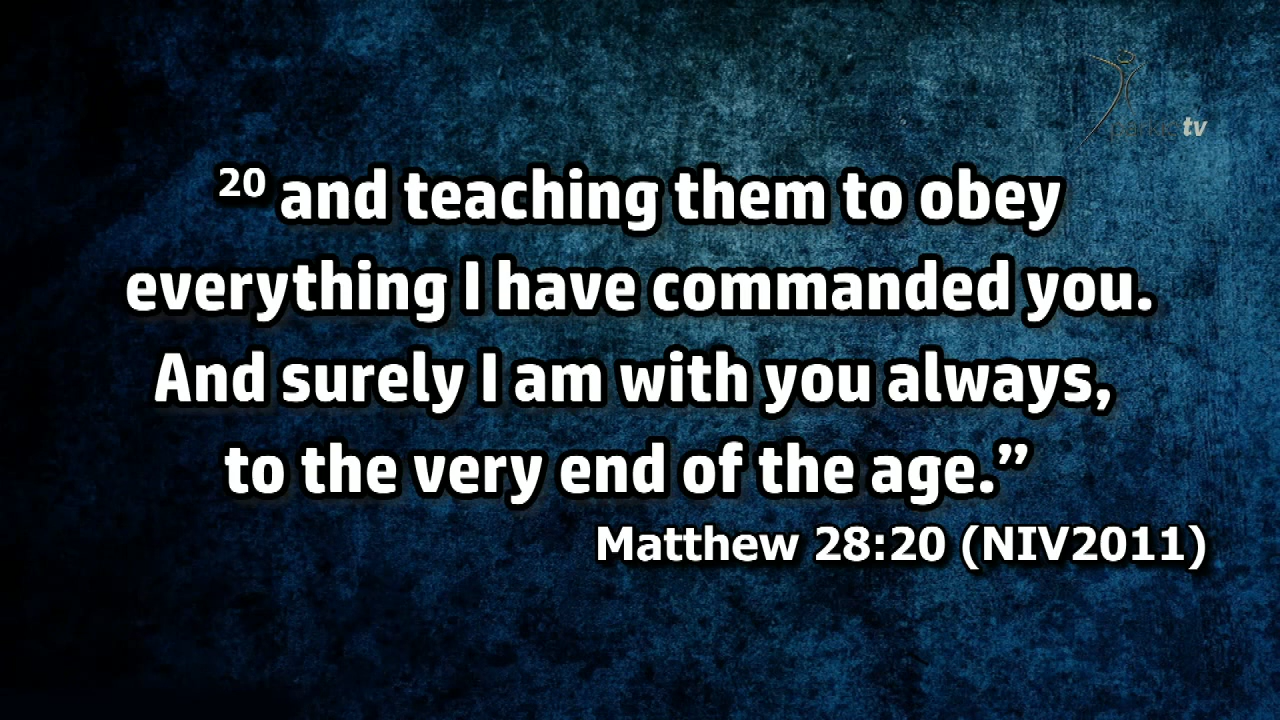 tv
20 and teaching them to obey
everything I have commanded you.
And surely I am with you always,
to the very end of the age.”
Matthew 28:20 (NIV2011)